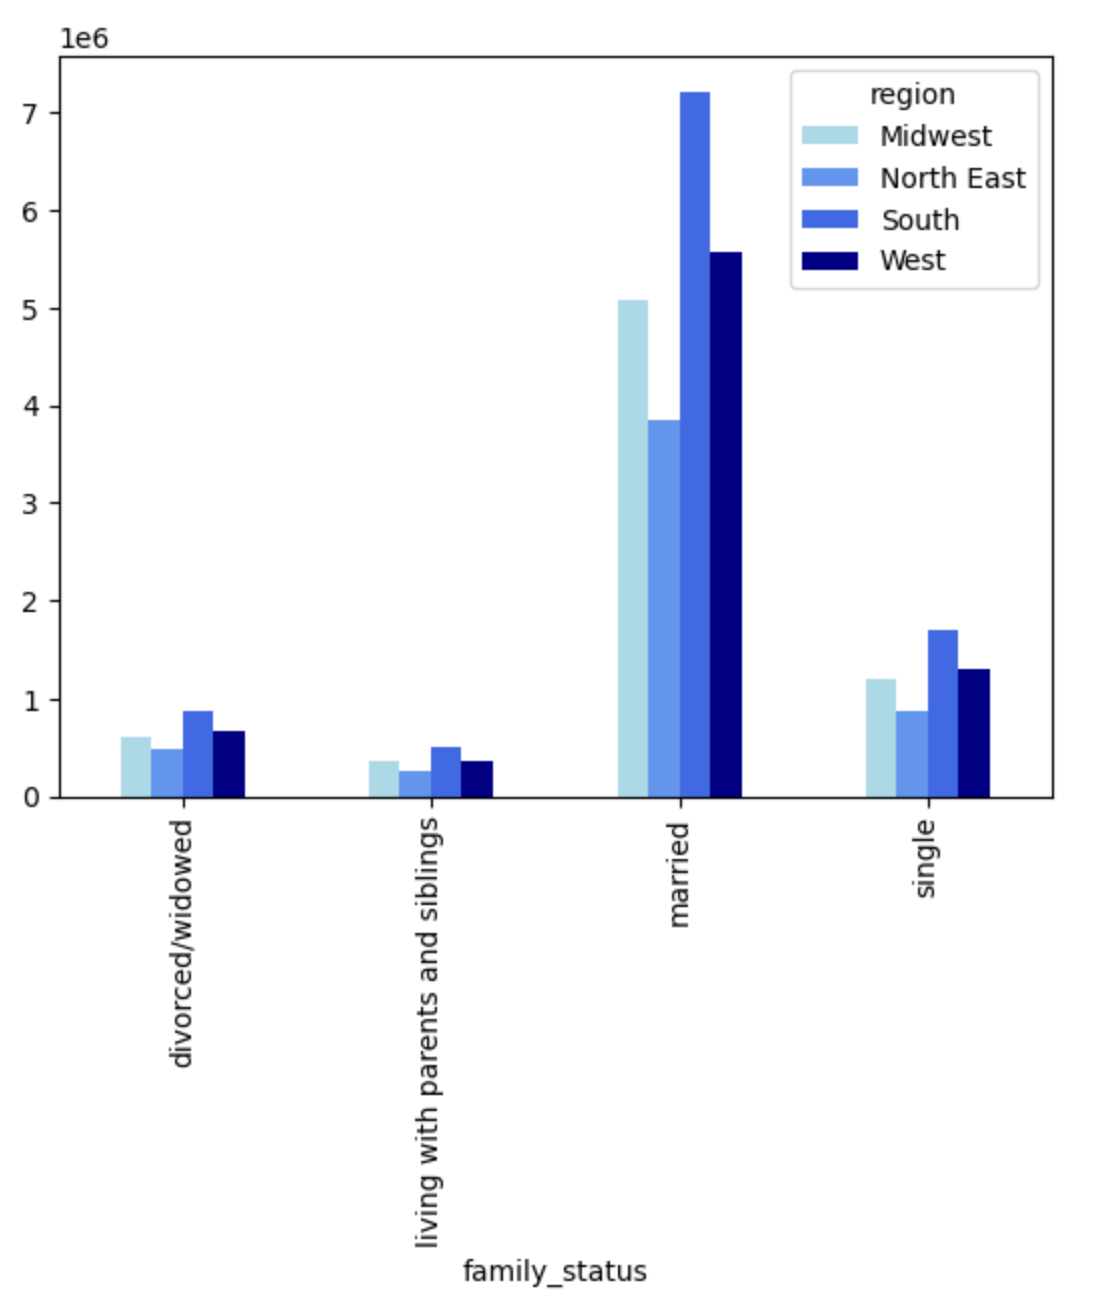 1e6
7
6
5
4
3
2
1
0
region
Midwest
North East
South
West
divorced/widowed
living with parents and siblings
married
single
family_status